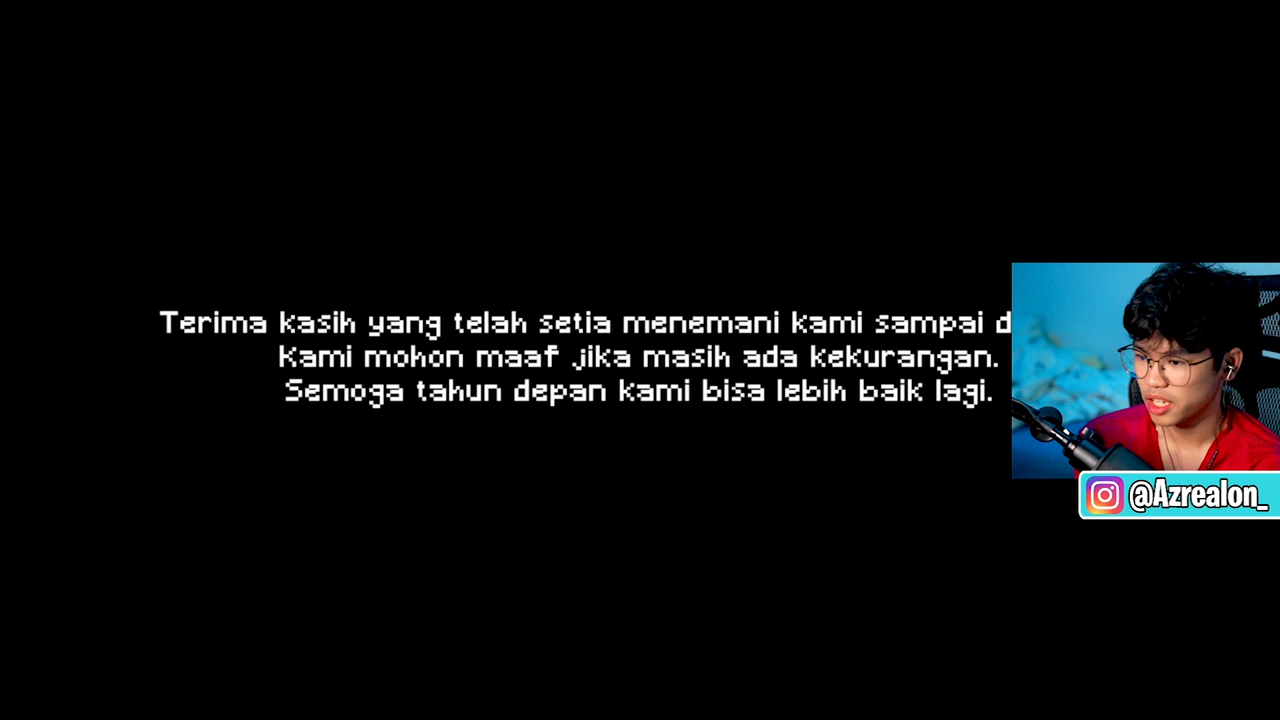 Terima kasih yang telah setia menemani kami sampai
Kami mohon maaf jika masih ada kekurangan.
Semoga tahun depan kami bisa lebih baik lagi.
@Azrealon_